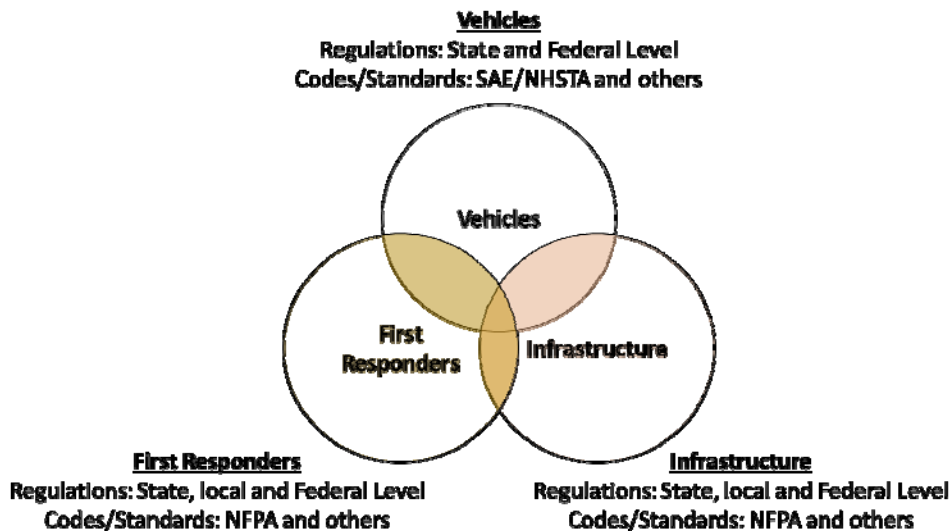 Vehicles
Regulations: State and Federal Level
Codes/Standards: SAE/NHSTA and others
Vehicles
First
Responders
Infrastructure
First Responders
Regulations: State, local and Federal Level
Codes/Standards: NFPA and others
Infrastructure
Regulations: State, local and Federal Level
Codes/Standards: NFPA and others